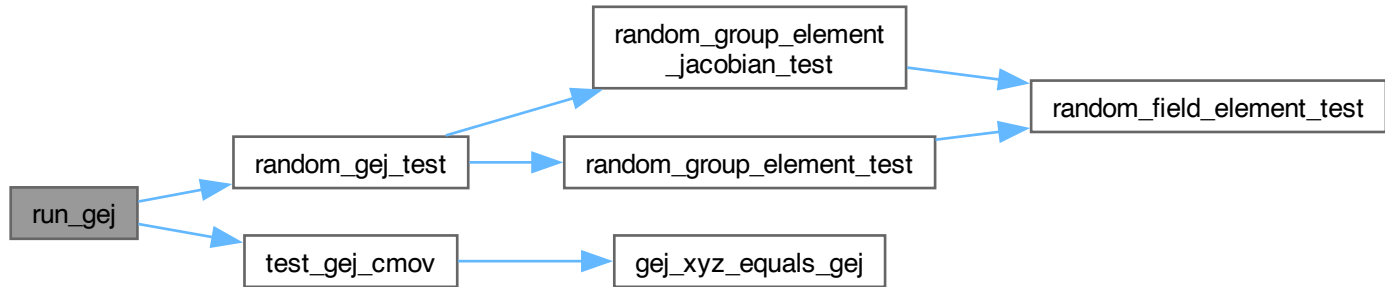 random_group_element
_jacobian_test
random_field_element_test
random_gej_test
random_group_element_test
run_gej
test_gej_cmov
gej_xyz_equals_gej